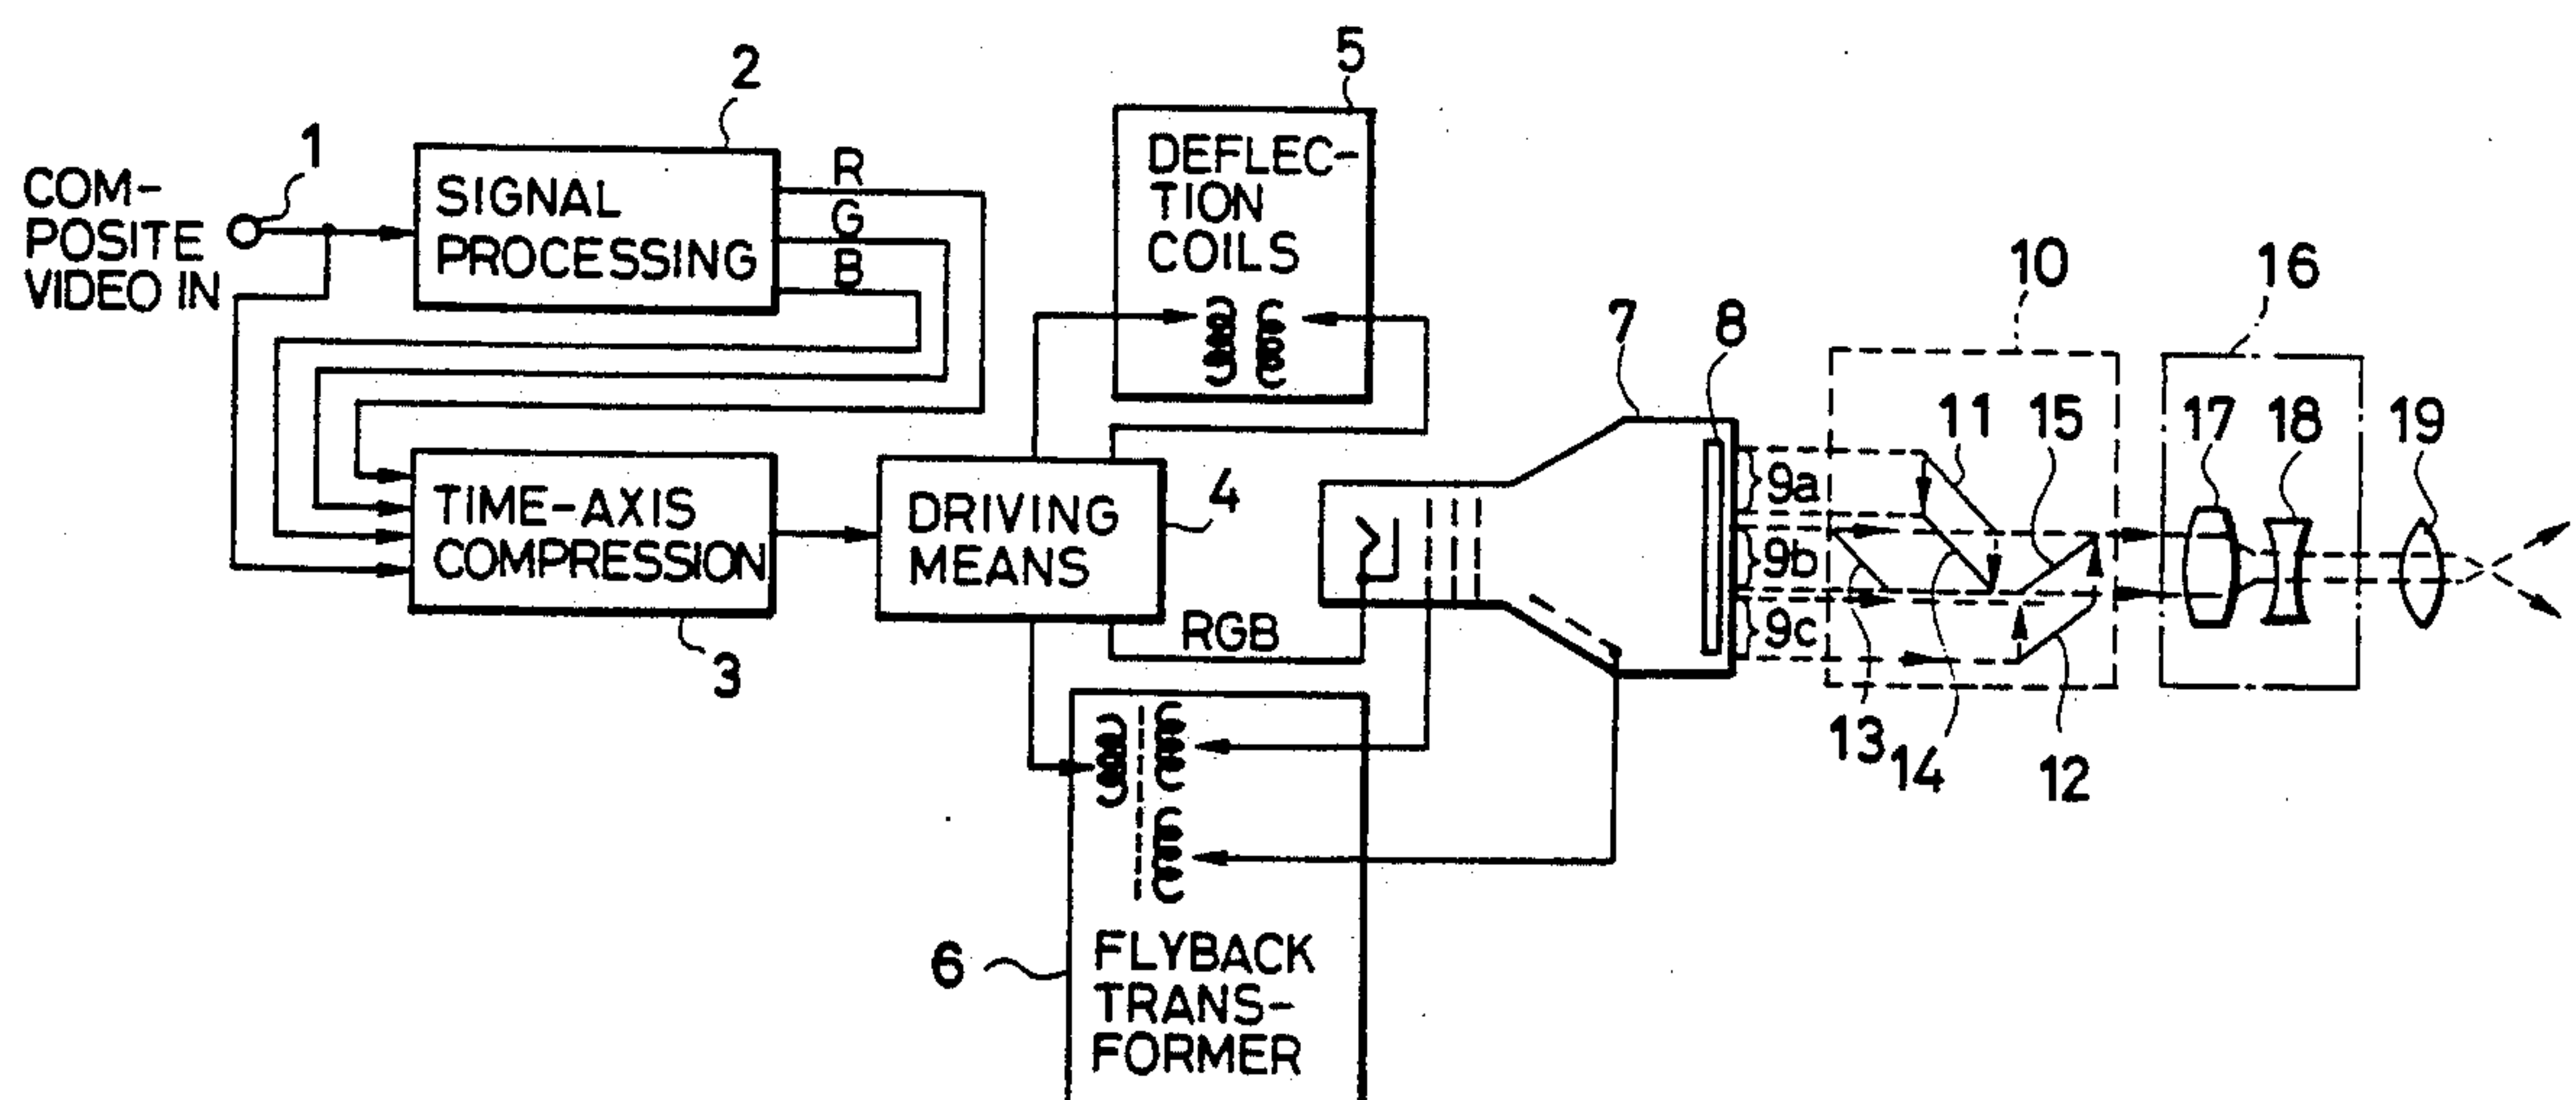 COM-
POSITE
VIDEO IN
1
2
SIGNAL
PROCESSING
R
G
B
TIME-AXIS
COMPRESSION
3
DRIVING
MEANS
4
5
DEFLEC-
TION
COILS
RGB
6
FLYBACK
TRANS-
FORMER
7
8
9a
9b
9c
10
11
15
13
14
12
16
17
18
19